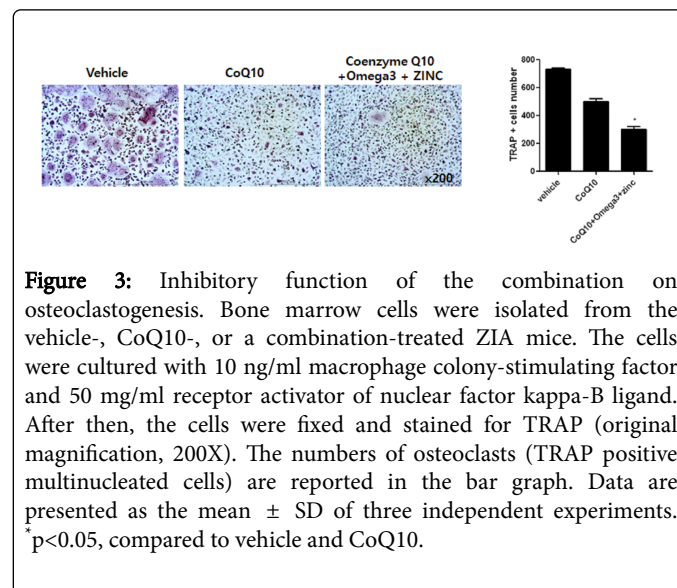 Vehicle
CoQ10
Coenzyme Q10
+Omega3 + ZINC
x200
TRAP + cells number
800
600
400
200
0
*
vehicle
CoQ10
CoQ10+Omega3+zinc
Figure 3: Inhibitory function of the combination on
osteoclastogenesis. Bone marrow cells were isolated from the
vehicle-, CoQ10-, or a combination-treated ZIA mice. The cells
were cultured with 10 ng/ml macrophage colony-stimulating factor
and 50 mg/ml receptor activator of nuclear factor kappa-B ligand.
After then, the cells were fixed and stained for TRAP (original
magnification, 200X). The numbers of osteoclasts (TRAP positive
multinucleated cells) are reported in the bar graph. Data are
presented as the mean ± SD of three independent experiments.
*p<0.05, compared to vehicle and CoQ10.